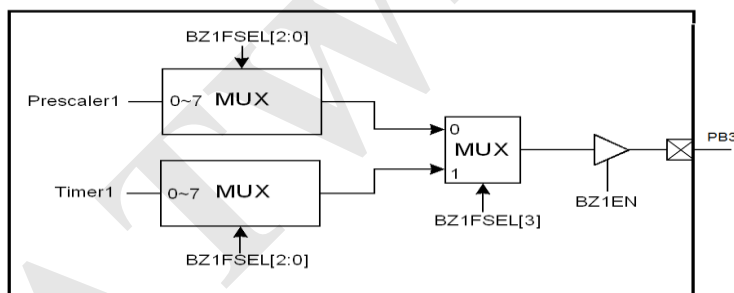 BZ1FSEL[2:0]
Prescaler1
0~7 MUX
0
MUX
1
PB3
Timer1
0~7 MUX
BZ1FSEL[3]
BZ1EN
BZ1FSEL[2:0]